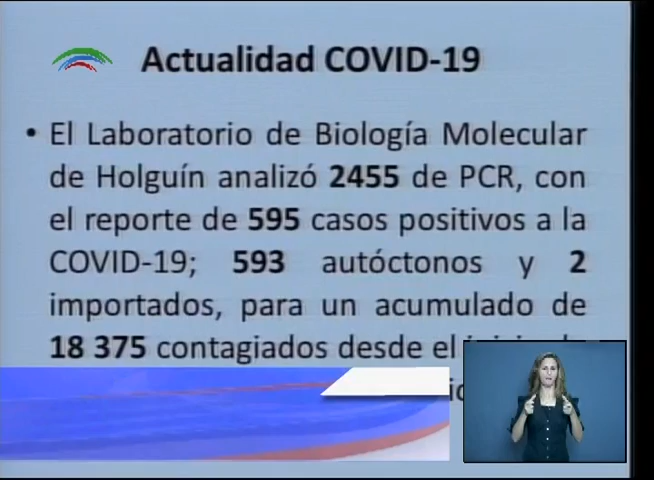 Actualidad COVID-19
• El Laboratorio de Biología Molecular
de Holguín analizó 2455 de PCR, con
el reporte de 595 casos positivos a la
COVID-19; 593 autóctonos y 2
importados, para un acumulado de
18 375 contagiados desde el